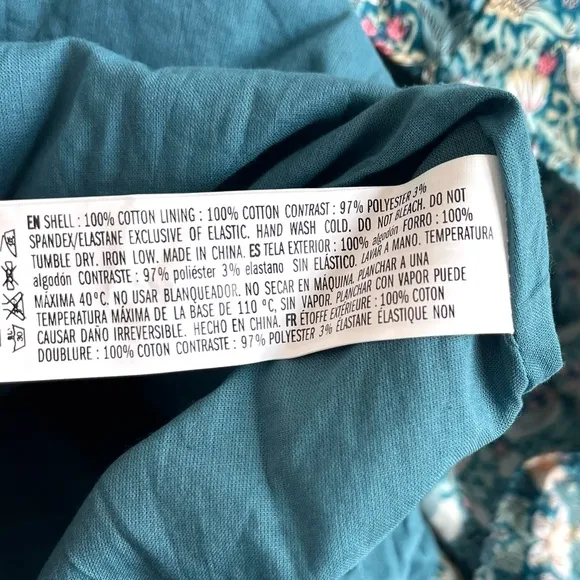 EN SHELL : 100% COTTON LINING : 100% COTTON CONTRAST : 97% POLYESTER 3%
SPANDEX/ELASTANE EXCLUSIVE OF ELASTIC. HAND WASH COLD. DO NOT BLEACH. DO NOT
TUMBLE DRY. IRON LOW. MADE IN CHINA. ES TELA EXTERIOR : 100% algodón FORRO : 100%
algodón CONTRASTE : 97% poliéster 3% elastano SIN ELÁSTICO. LAVAR A MANO. TEMPERATURA
MÁXIMA 40°C. NO USAR BLANQUEADOR. NO SECAR EN MÁQUINA. PLANCHAR A UNA
TEMPERATURA MÁXIMA DE LA BASE DE 110 °C, SIN VAPOR. PLANCHAR CON VAPOR PUEDE
CAUSAR DAÑO IRREVERSIBLE. HECHO EN CHINA. FR ÉTOFFE EXTÉRIEURE : 100% COTON
DOUBLURE : 100% COTON CONTRASTE : 97% POLYESTER 3% ÉLASTANE ÉLASTIQUE NON